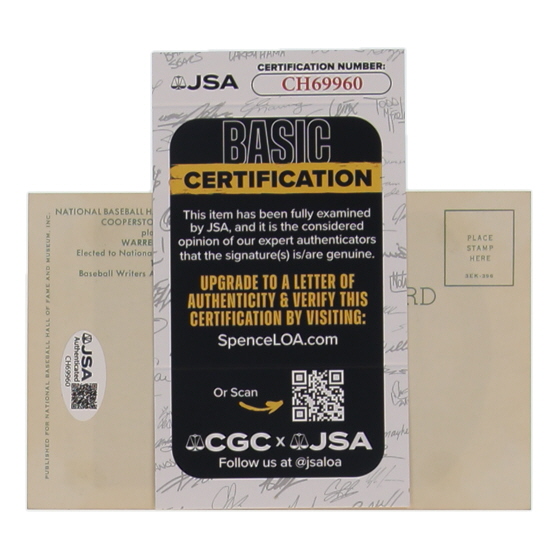 JSA
CERTIFICATION NUMBER:
CH69960
BASIC
CERTIFICATION
This item has been fully examined
by JSA, and it is the considered
opinion of our expert authenticators
that the signature(s) is/are genuine.
UPGRADE TO A LETTER OF
AUTHENTICITY & VERIFY THIS
CERTIFICATION BY VISITING:
SpenceLOA.com
Or Scan
CGC x JSA
Follow us at @jsaloa
NATIONAL BASEBALL H
COOPERSTO
pl
WARRE
Elected to Nationa
Baseball Writers A
PUBLISHED FOR NATIONAL BASEBALL HALL OF FAME AND MUSEUM, INC.
JSA
Authenticated
CH69960
RD
PLACE
STAMP
HERE